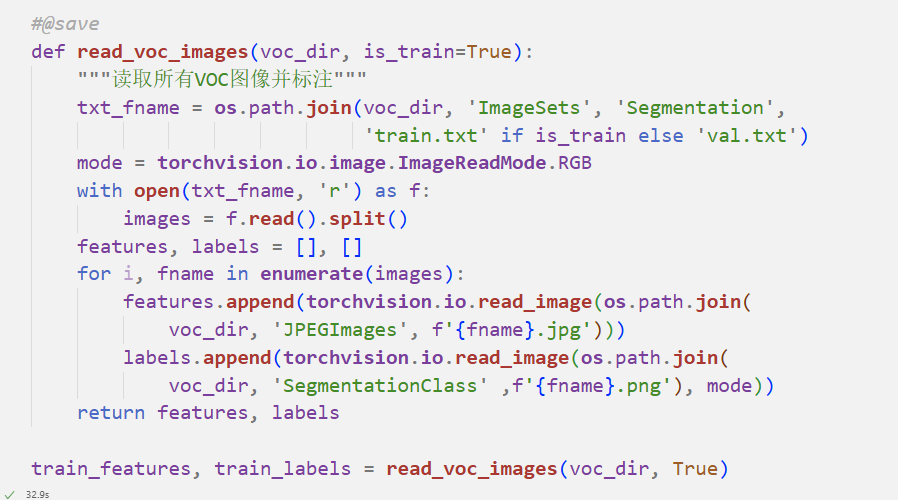 #@save
def read_voc_images(voc_dir, is_train=True):
    """读取所有VOC图像并标注"""
    txt_fname = os.path.join(voc_dir, 'ImageSets', 'Segmentation',
                             'train.txt' if is_train else 'val.txt')
    mode = torchvision.io.image.ImageReadMode.RGB
    with open(txt_fname, 'r') as f:
        images = f.read().split()
    features, labels = [], []
    for i, fname in enumerate(images):
        features.append(torchvision.io.read_image(os.path.join(
            voc_dir, 'JPEGImages', f'{fname}.jpg')))
        labels.append(torchvision.io.read_image(os.path.join(
            voc_dir, 'SegmentationClass' ,f'{fname}.png'), mode))
    return features, labels

train_features, train_labels = read_voc_images(voc_dir, True)
✓ 32.9s